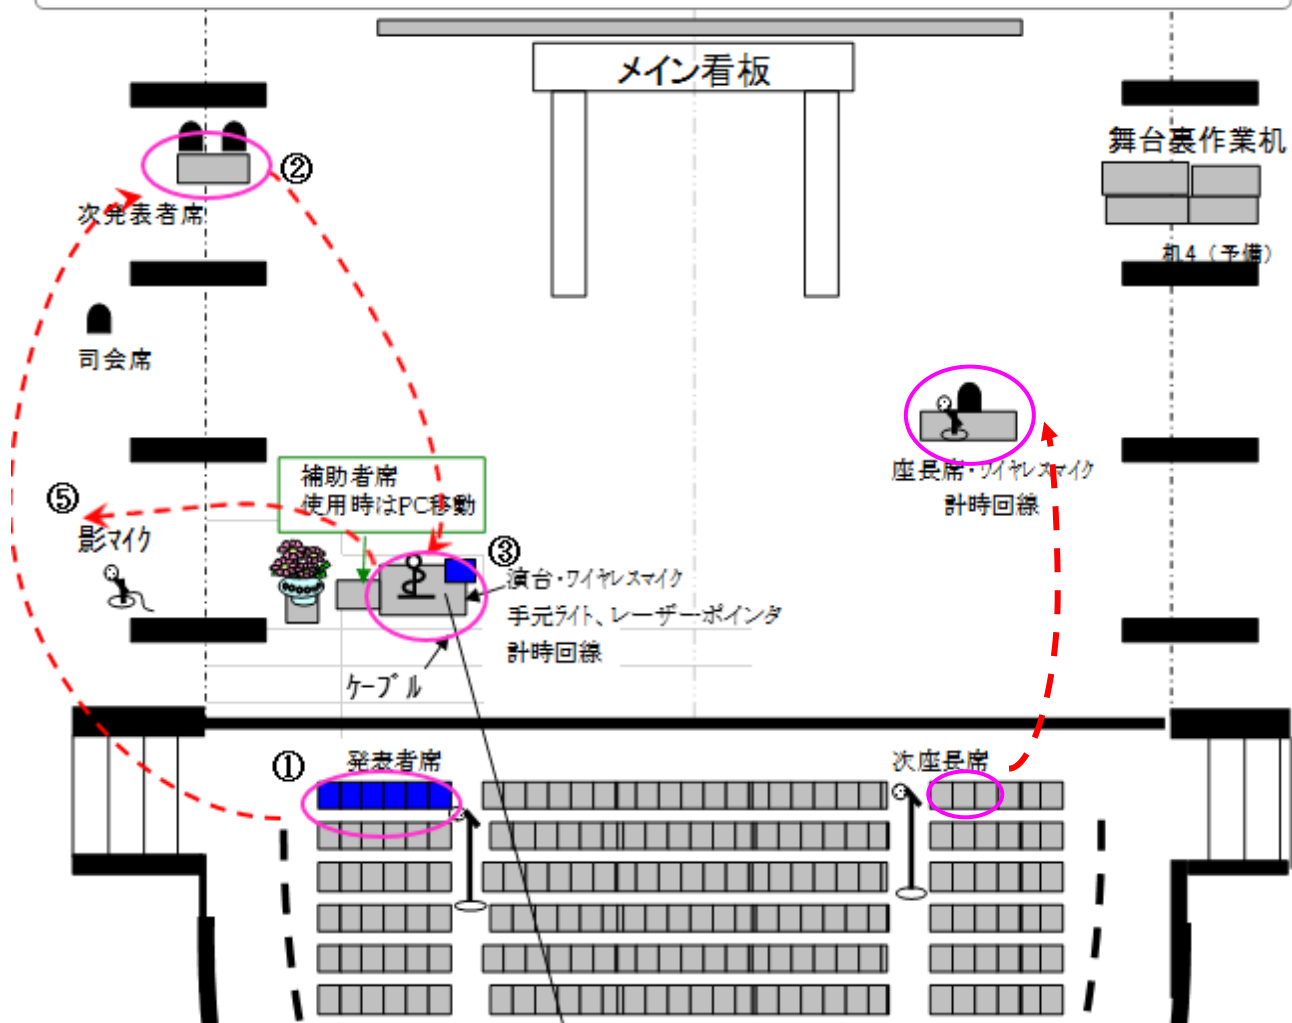 メイン看板
舞台裏作業机
②
次発表者席
机4（予備）
司会席
補助者席
使用時はPC移動
座長席・ワイヤレスマイク
計時回線
⑤
影マイク
③
演台・ワイヤレスマイク
手元ライト、レーザーポインタ
計時回線
ケーブル
①
発表者席
次座長席